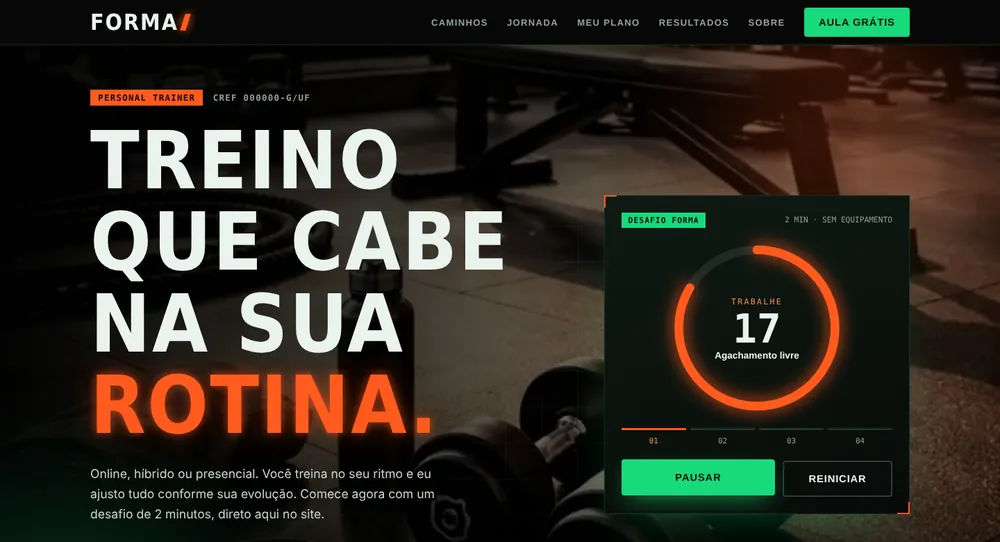 FORMA/
CAMINHOS JORNADA MEU PLANO RESULTADOS SOBRE AULA GRÁTIS
PERSONAL TRAINER CREF 000000-G/UF
TREINO
QUE CABE
NA SUA
ROTINA.
Online, híbrido ou presencial. Você treina no seu ritmo e eu
ajusto tudo conforme sua evolução. Comece agora com um
desafio de 2 minutos, direto aqui no site.
DESAFIO FORMA 2 MIN · SEM EQUIPAMENTO
TRABALHE
17
Agachamento livre
01 02 03 04
PAUSAR REINICIAR